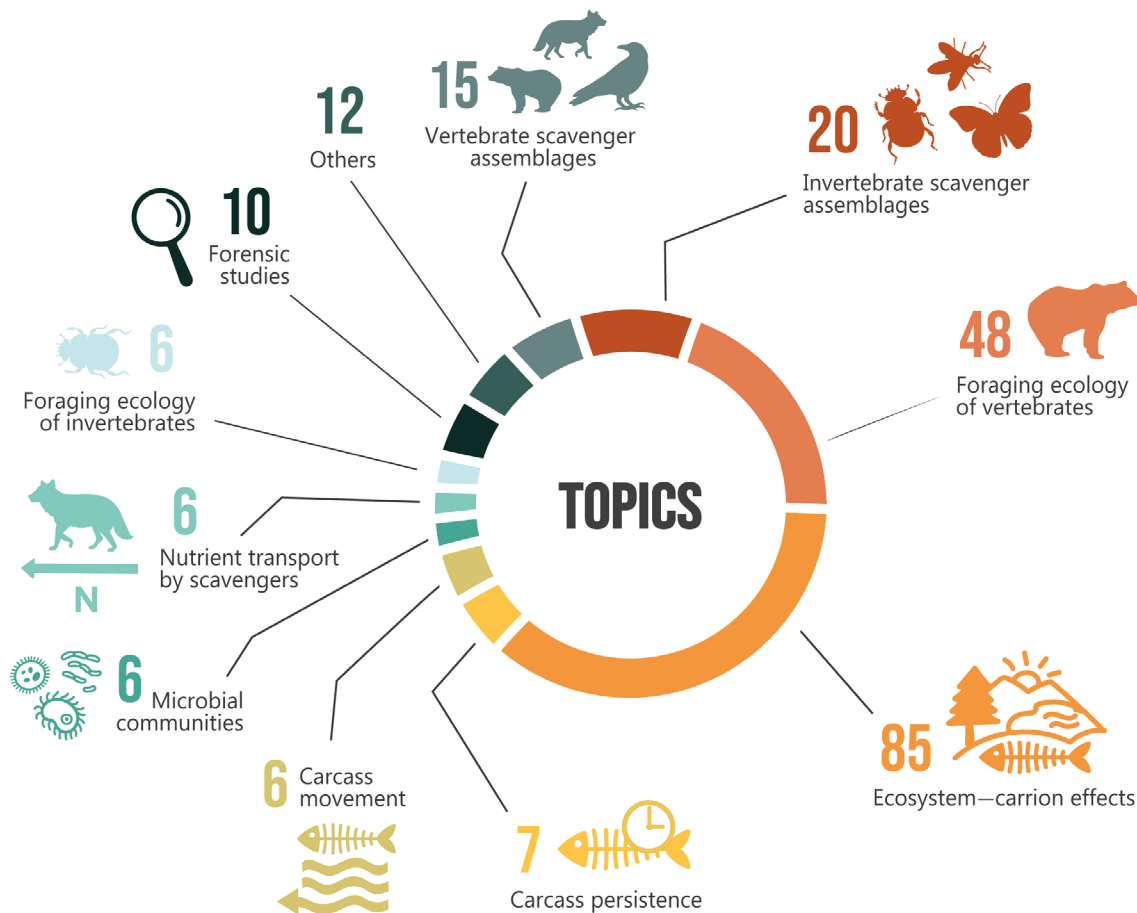 15
Vertebrate scavenger
assemblages
20
Invertebrate scavenger
assemblages
12
Others
10
Forensic
studies
48
Foraging ecology
of vertebrates
6
Foraging ecology
of invertebrates
TOPICS
6
Nutrient transport
by scavengers
N
6
Microbial
communities
85
Ecosystem—carrion effects
6
Carcass
movement
7
Carcass persistence